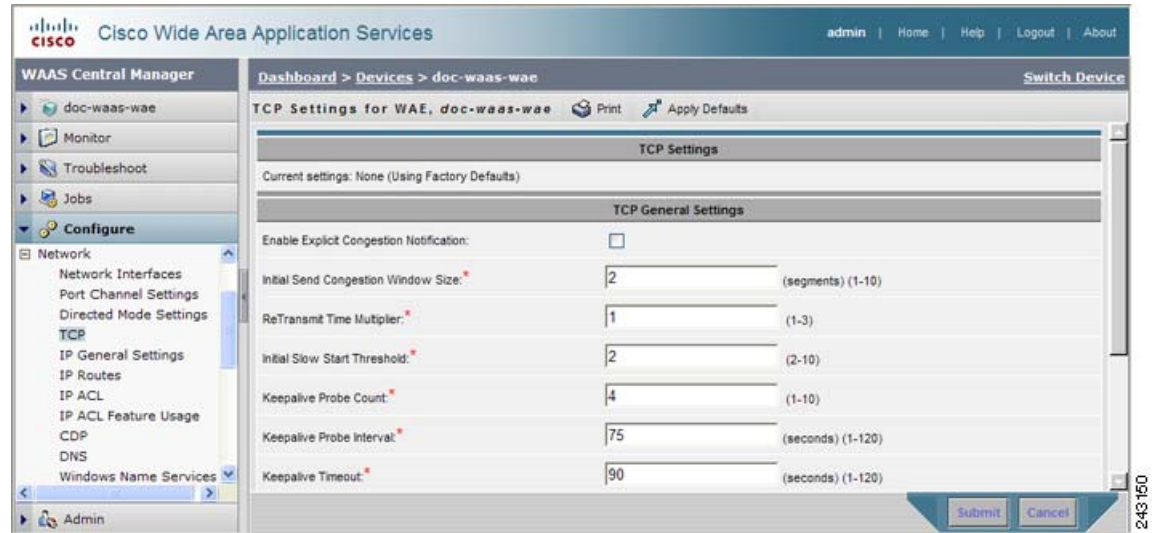 CISCO
Cisco Wide Area Application Services
admin | Home | Help | Logout | About
WAAS Central Manager
Dashboard > Devices > doc-waas-wae
Switch Device
doc-waas-wae
Monitor
Troubleshoot
Jobs
Configure
Network
Network Interfaces
Port Channel Settings
Directed Mode Settings
TCP
IP General Settings
IP Routes
IP ACL
IP ACL Feature Usage
CDP
DNS
Windows Name Services
Admin
TCP Settings for WAE, doc-waas-wae Print Apply Defaults
TCP Settings
Current settings: None (Using Factory Defaults)
TCP General Settings
Enable Explicit Congestion Notification:
Initial Send Congestion Window Size:* 2 (segments) (1-10)
ReTransmit Time Multiplier:* 1 (1-3)
Initial Slow Start Threshold:* 2 (2-10)
Keepalive Probe Count:* 4 (1-10)
Keepalive Probe Interval:* 75 (seconds) (1-120)
Keepalive Timeout:* 90 (seconds) (1-120)
Submit Cancel
243150